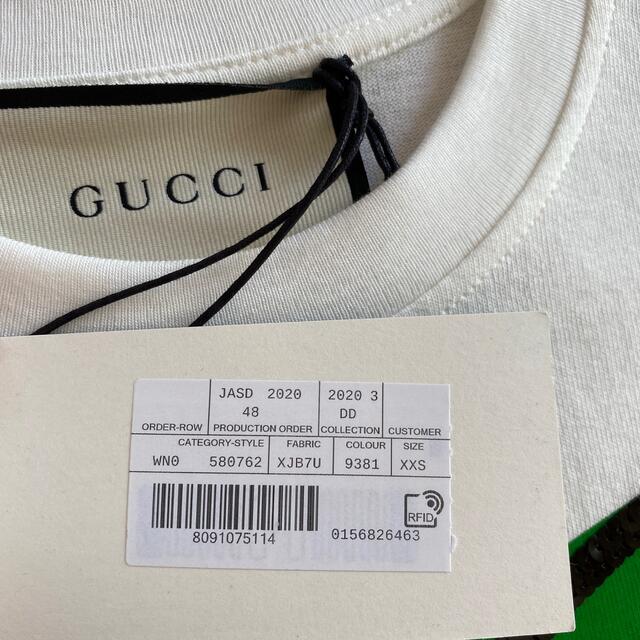 GUCCI
JASD 2020 2020 3
48 DD
ORDER-ROW PRODUCTION ORDER COLLECTION CUSTOMER
CATEGORY-STYLE FABRIC COLOUR SIZE
WN0 580762 XJB7U 9381 XXS
RFID
8091075114 0156826463